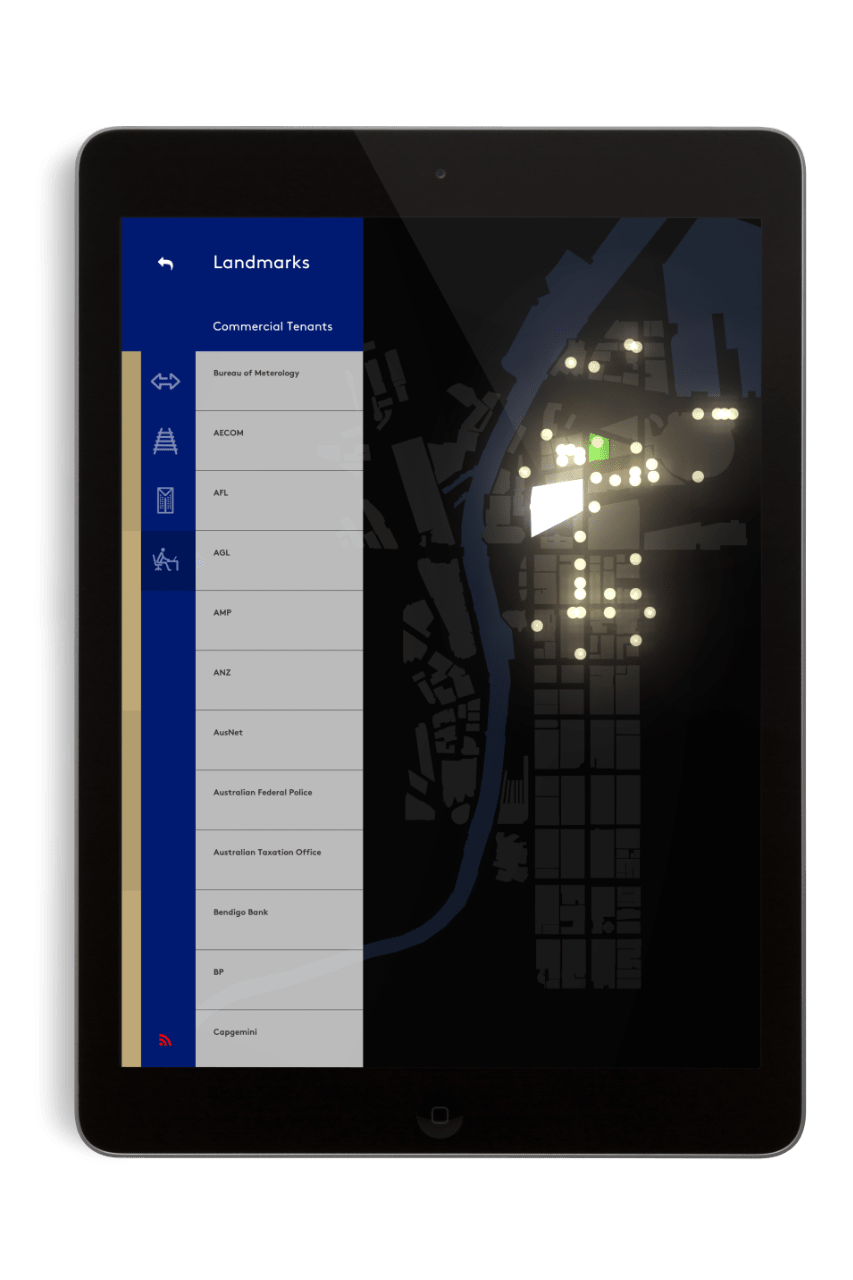 Landmarks
Commercial Tenants
Bureau of Meterology
AECOM
AFL
AGL
AMP
ANZ
AusNet
Australian Federal Police
Australian Taxation Office
Bendigo Bank
BP
Capgemini